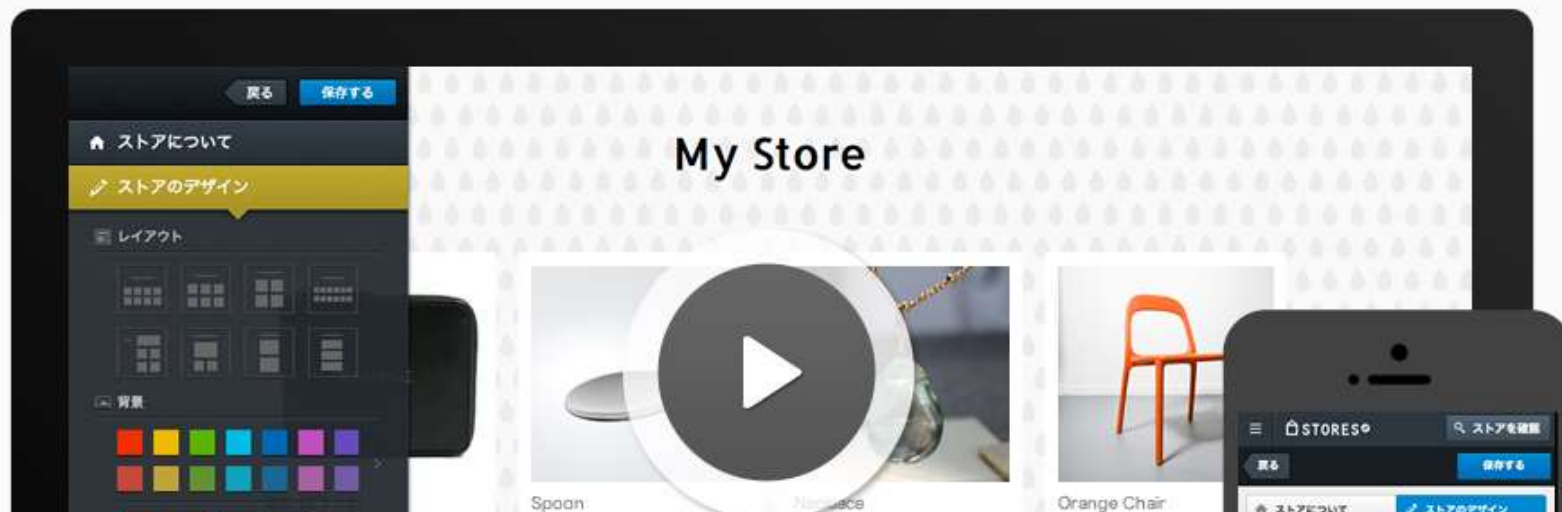 戻る 保存する
ストアについて
ストアのデザイン
レイアウト
背景
My Store
Spoon
Necklace
Orange Chair
STORES
ストアを確認
戻る 保存する
ストアについて ストアのデザイン